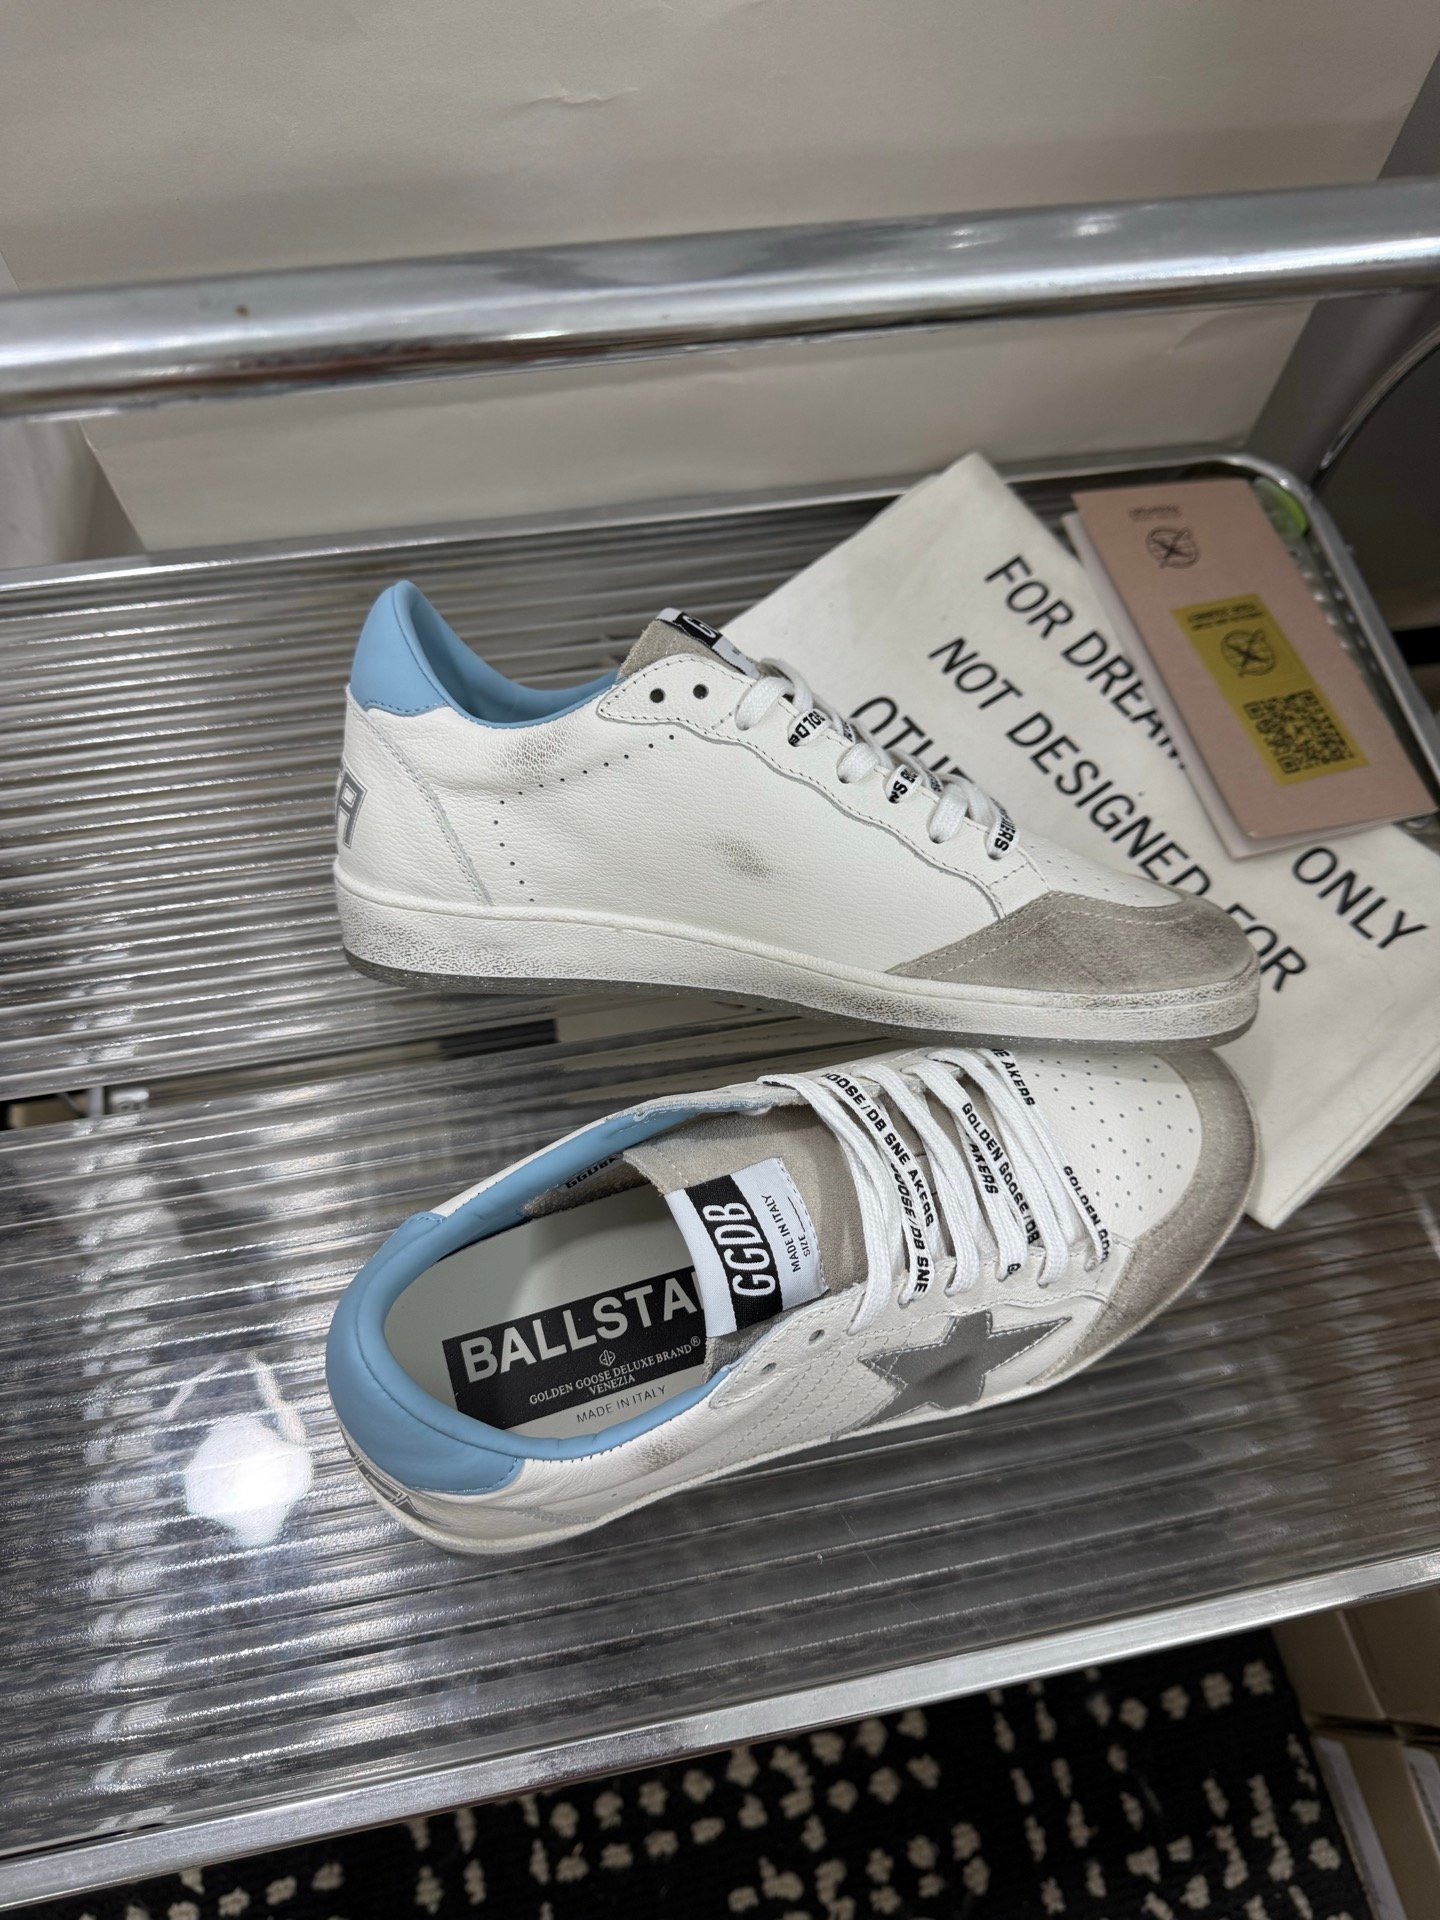 FOR DREAM
NOT DESIGNED FOR
OTHE
ONLY
GOLDEN GOOSE/DB SNEAKERS
GGDB
MADE IN ITALY
SIZE
BALLSTA
GOLDEN GOOSE DELUXE BRAND®
VENEZIA
MADE IN ITALY